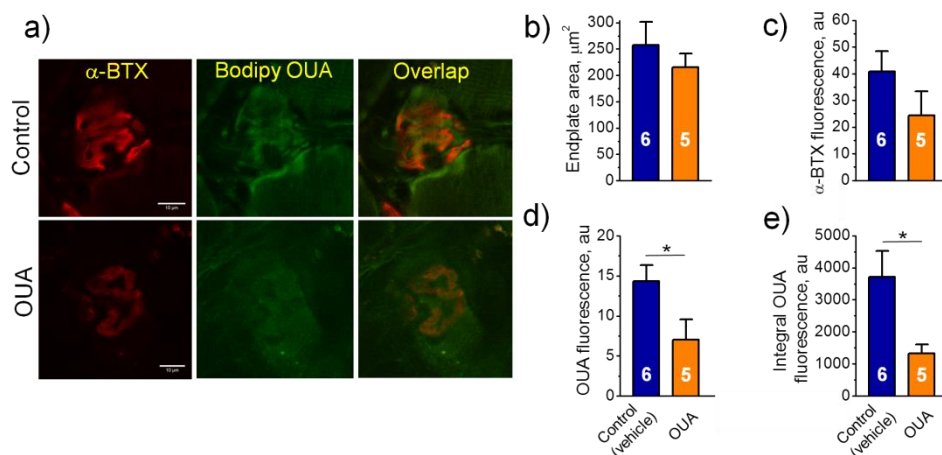 a)
α-BTX
Bodipy OUA
Overlap
Control
10 μm
OUA
10 μm
b)
Endplate area, μm²
300
250
200
150
100
50
0
6
5
c)
α-BTX fluorescence, au
60
50
40
30
20
10
0
6
5
d)
OUA fluorescence, au
20
15
10
5
0
*
6
5
Control
(vehicle)
OUA
e)
Integral OUA
fluorescence, au
5000
4000
3000
2000
1000
0
*
6
5
Control
(vehicle)
OUA